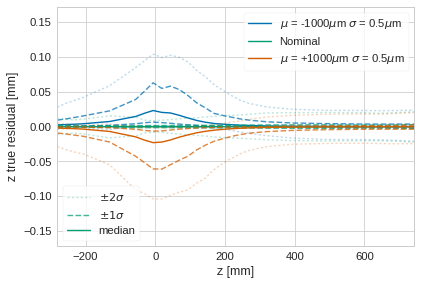 0.15
0.10
0.05
0.00
−0.05
−0.10
−0.15
z true residual [mm]
μ = -1000μm σ = 0.5μm
Nominal
μ = +1000μm σ = 0.5μm
±2σ
±1σ
median
−200 0 200 400 600
z [mm]